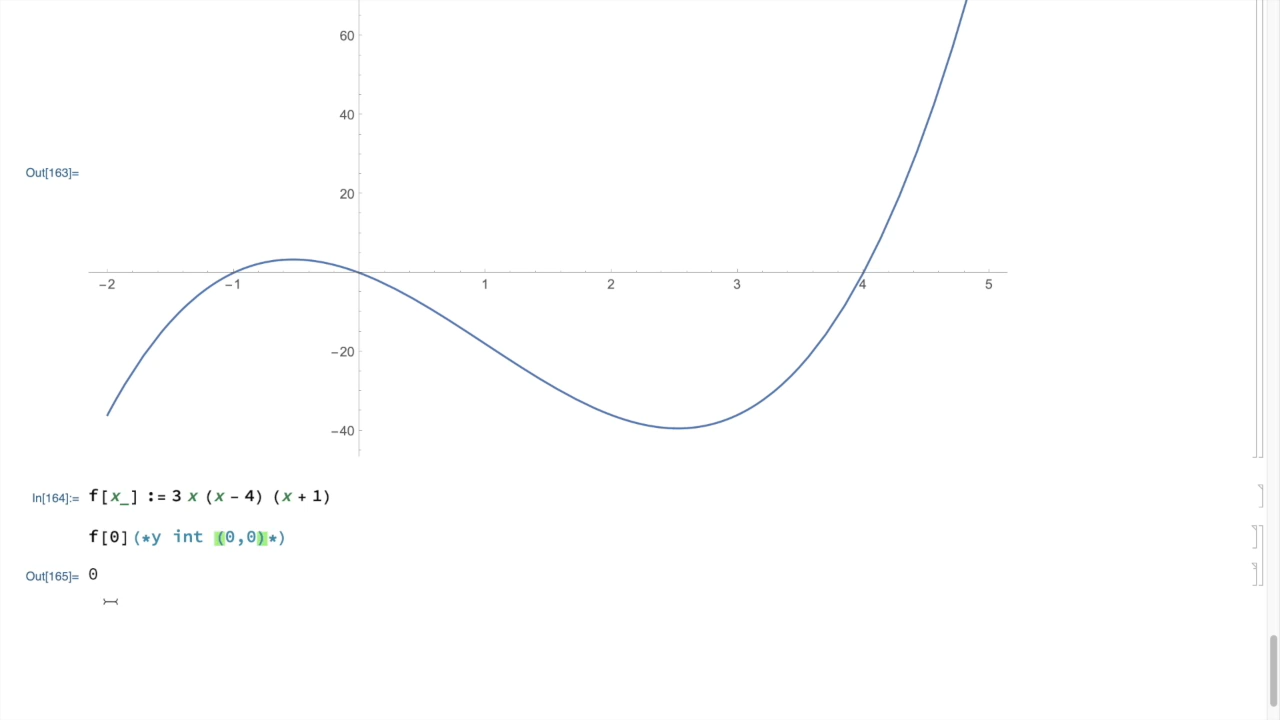 60
40
Out[163]=
20
−2 −1 1 2 3 4 5
−20
−40
In[164]:= f[x_] := 3 x (x − 4) (x + 1)
f[0](*y int (0,0)*)
Out[165]= 0